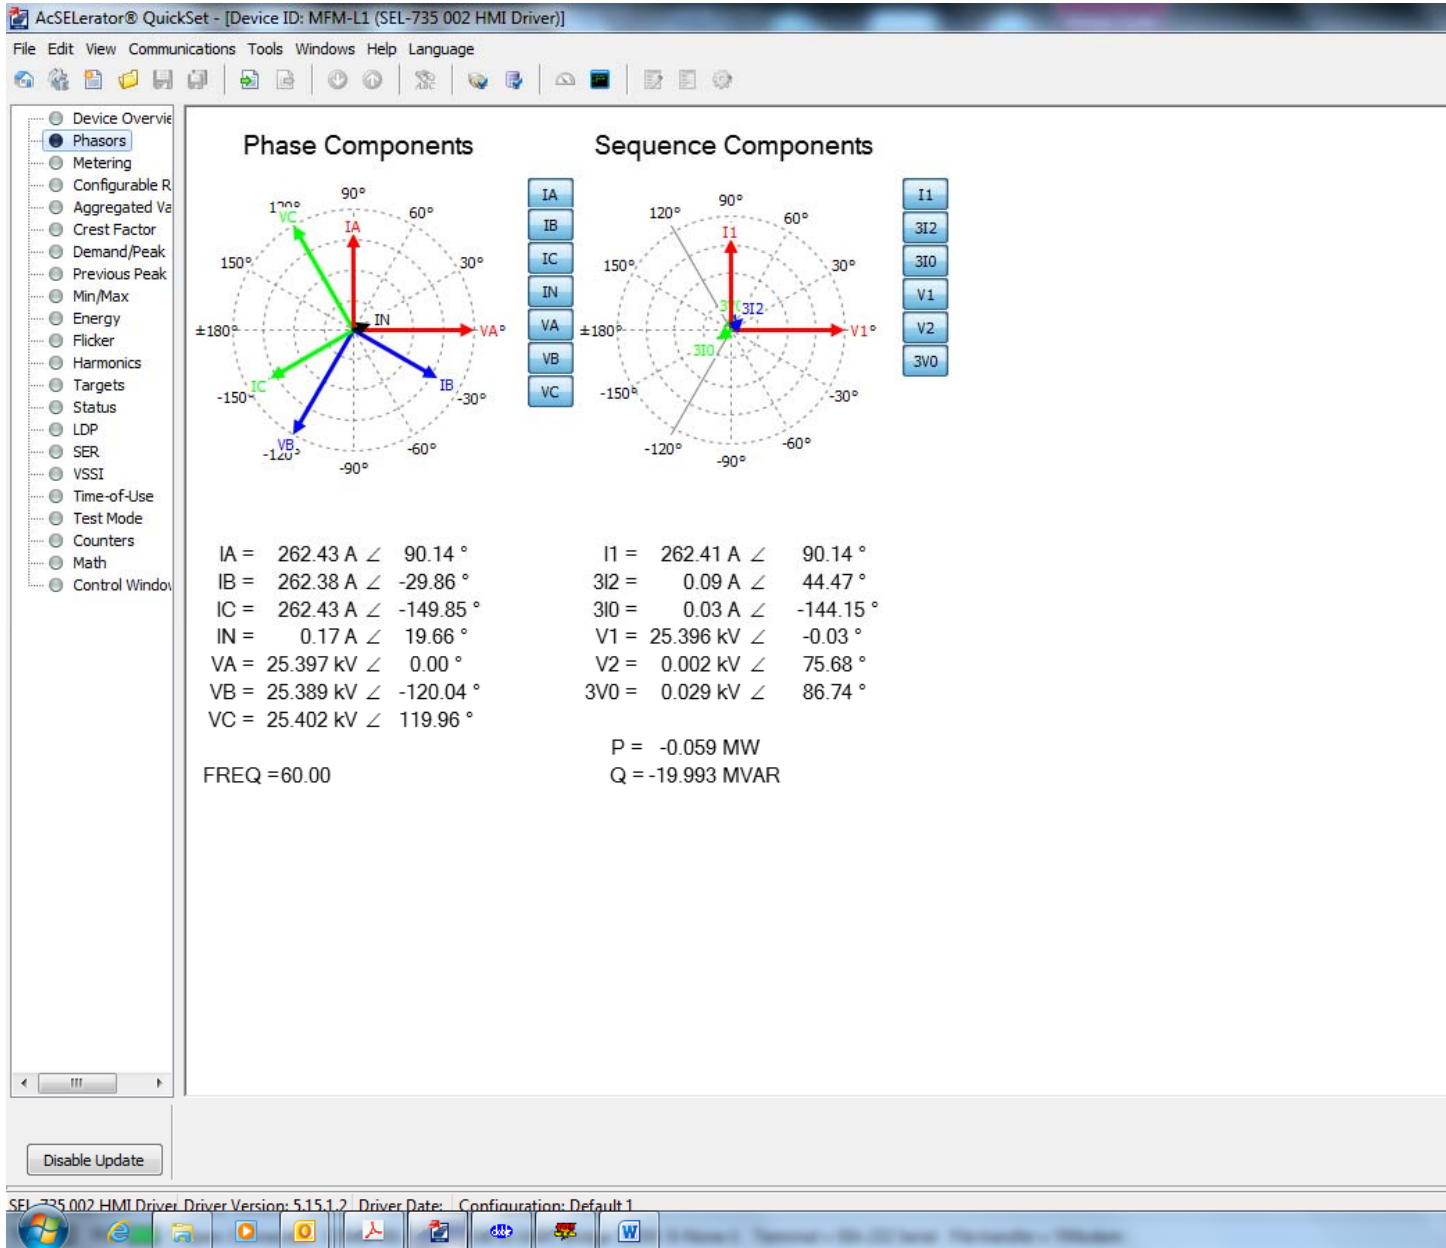 AcSELerator® QuickSet - [Device ID: MFM-L1 (SEL-735 002 HMI Driver)]
File Edit View Communications Tools Windows Help Language
Device Overvie
Phasors
Metering
Configurable R
Aggregated Va
Crest Factor
Demand/Peak
Previous Peak
Min/Max
Energy
Flicker
Harmonics
Targets
Status
LDP
SER
VSSI
Time-of-Use
Test Mode
Counters
Math
Control Window
Phase Components
90°
120°
VC
60°
IA
150°
30°
IN
±180°
VA°
IC
IB
-150°
-30°
VB
-120°
-60°
-90°
IA
IB
IC
IN
VA
VB
VC
Sequence Components
90°
120°
60°
I1
150°
30°
3I2
±180°
V1°
3I0
-150°
-30°
-120°
-60°
-90°
I1
3I2
3I0
V1
V2
3V0
IA = 262.43 A ∠ 90.14 °
IB = 262.38 A ∠ -29.86 °
IC = 262.43 A ∠ -149.85 °
IN = 0.17 A ∠ 19.66 °
VA = 25.397 kV ∠ 0.00 °
VB = 25.389 kV ∠ -120.04 °
VC = 25.402 kV ∠ 119.96 °
FREQ =60.00
I1 = 262.41 A ∠ 90.14 °
3I2 = 0.09 A ∠ 44.47 °
3I0 = 0.03 A ∠ -144.15 °
V1 = 25.396 kV ∠ -0.03 °
V2 = 0.002 kV ∠ 75.68 °
3V0 = 0.029 kV ∠ 86.74 °
P = -0.059 MW
Q = -19.993 MVAR
Disable Update
SEL-735 002 HMI Driver Driver Version: 5.15.1.2 Driver Date: Configuration: Default 1